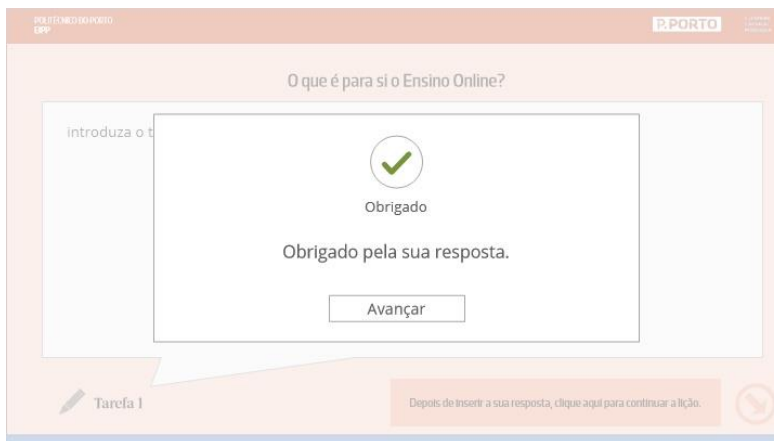 POLITÉCNICO DO PORTO
P.PORTO
O que é para si o Ensino Online?
introduza o t
Obrigado
Obrigado pela sua resposta.
Avançar
Tarefa 1
Depois de inserir a sua resposta, clique aqui para continuar a lição.